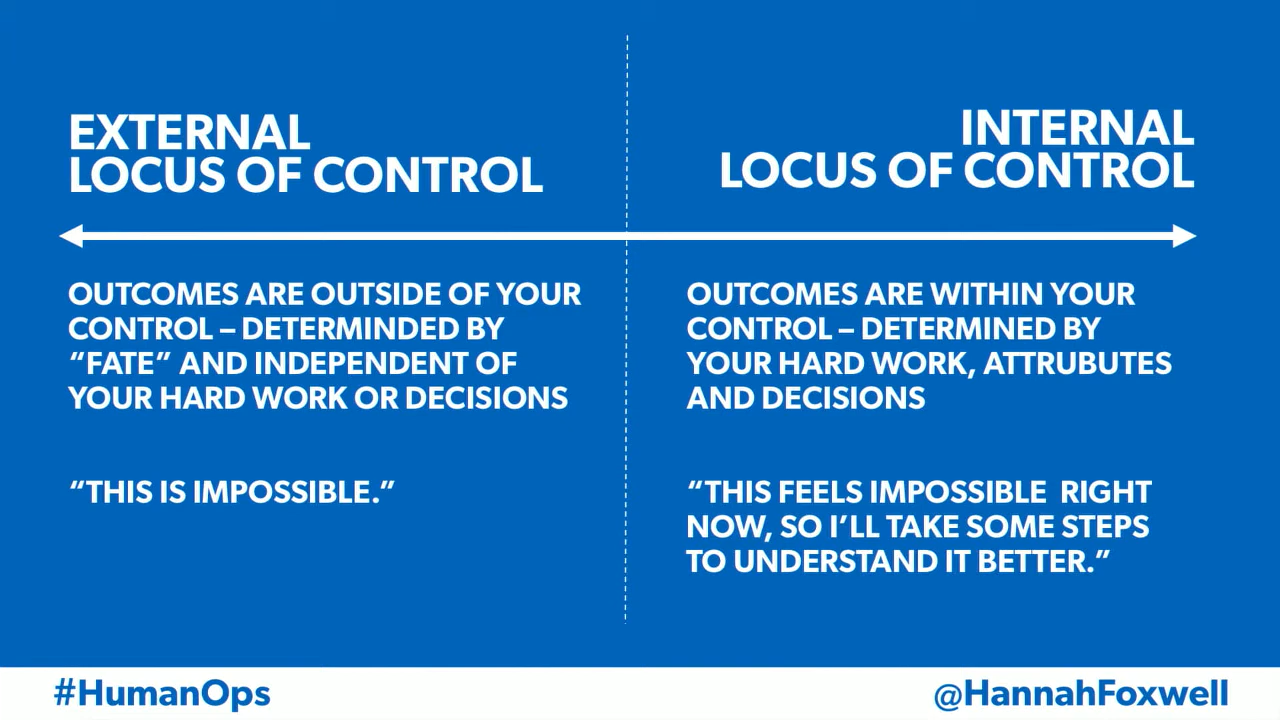 EXTERNAL
LOCUS OF CONTROL
OUTCOMES ARE OUTSIDE OF YOUR
CONTROL – DETERMINDED BY
“FATE” AND INDEPENDENT OF
YOUR HARD WORK OR DECISIONS
“THIS IS IMPOSSIBLE.”
INTERNAL
LOCUS OF CONTROL
OUTCOMES ARE WITHIN YOUR
CONTROL – DETERMINED BY
YOUR HARD WORK, ATTRUBUTES
AND DECISIONS
“THIS FEELS IMPOSSIBLE  RIGHT
NOW, SO I’LL TAKE SOME STEPS
TO UNDERSTAND IT BETTER.”
#HumanOps
@HannahFoxwell